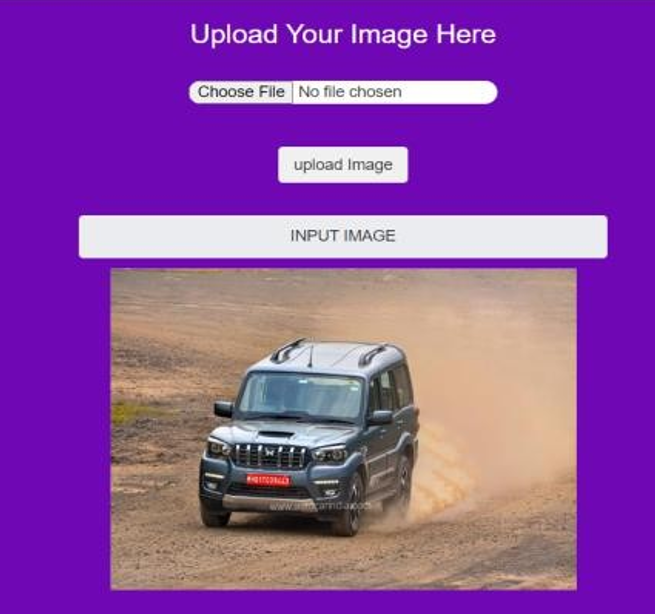 Upload Your Image Here
Choose File No file chosen
upload Image
INPUT IMAGE